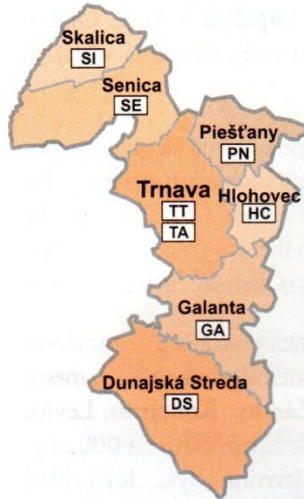 Skalica
SI
Senica
SE
Piešťany
PN
Trnava
TT
TA
Hlohovec
HC
Galanta
GA
Dunajská Streda
DS